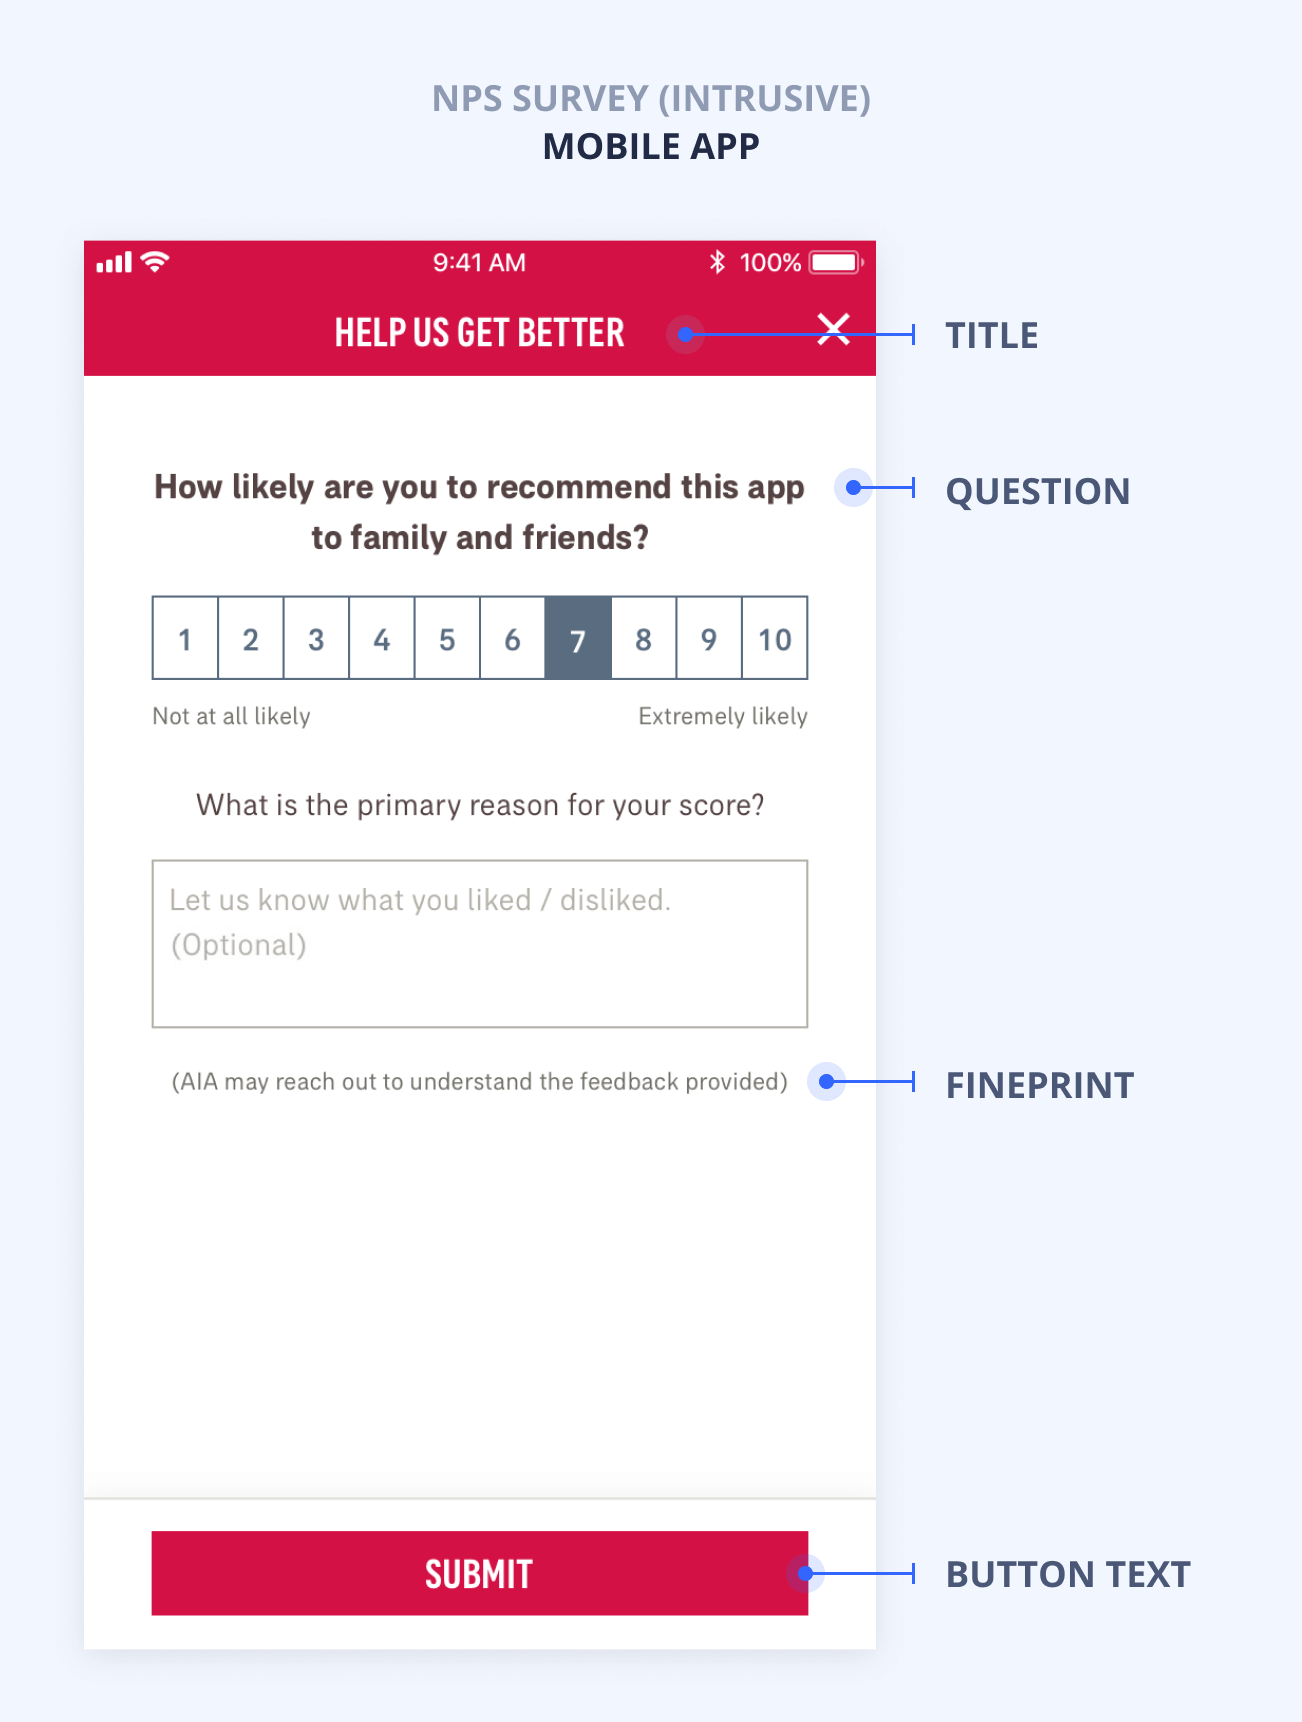 NPS SURVEY (INTRUSIVE)
MOBILE APP
9:41 AM
100%
HELP US GET BETTER
TITLE
How likely are you to recommend this app
to family and friends?
QUESTION
1 2 3 4 5 6 7 8 9 10
Not at all likely
Extremely likely
What is the primary reason for your score?
Let us know what you liked / disliked.
(Optional)
(AIA may reach out to understand the feedback provided)
FINEPRINT
SUBMIT
BUTTON TEXT